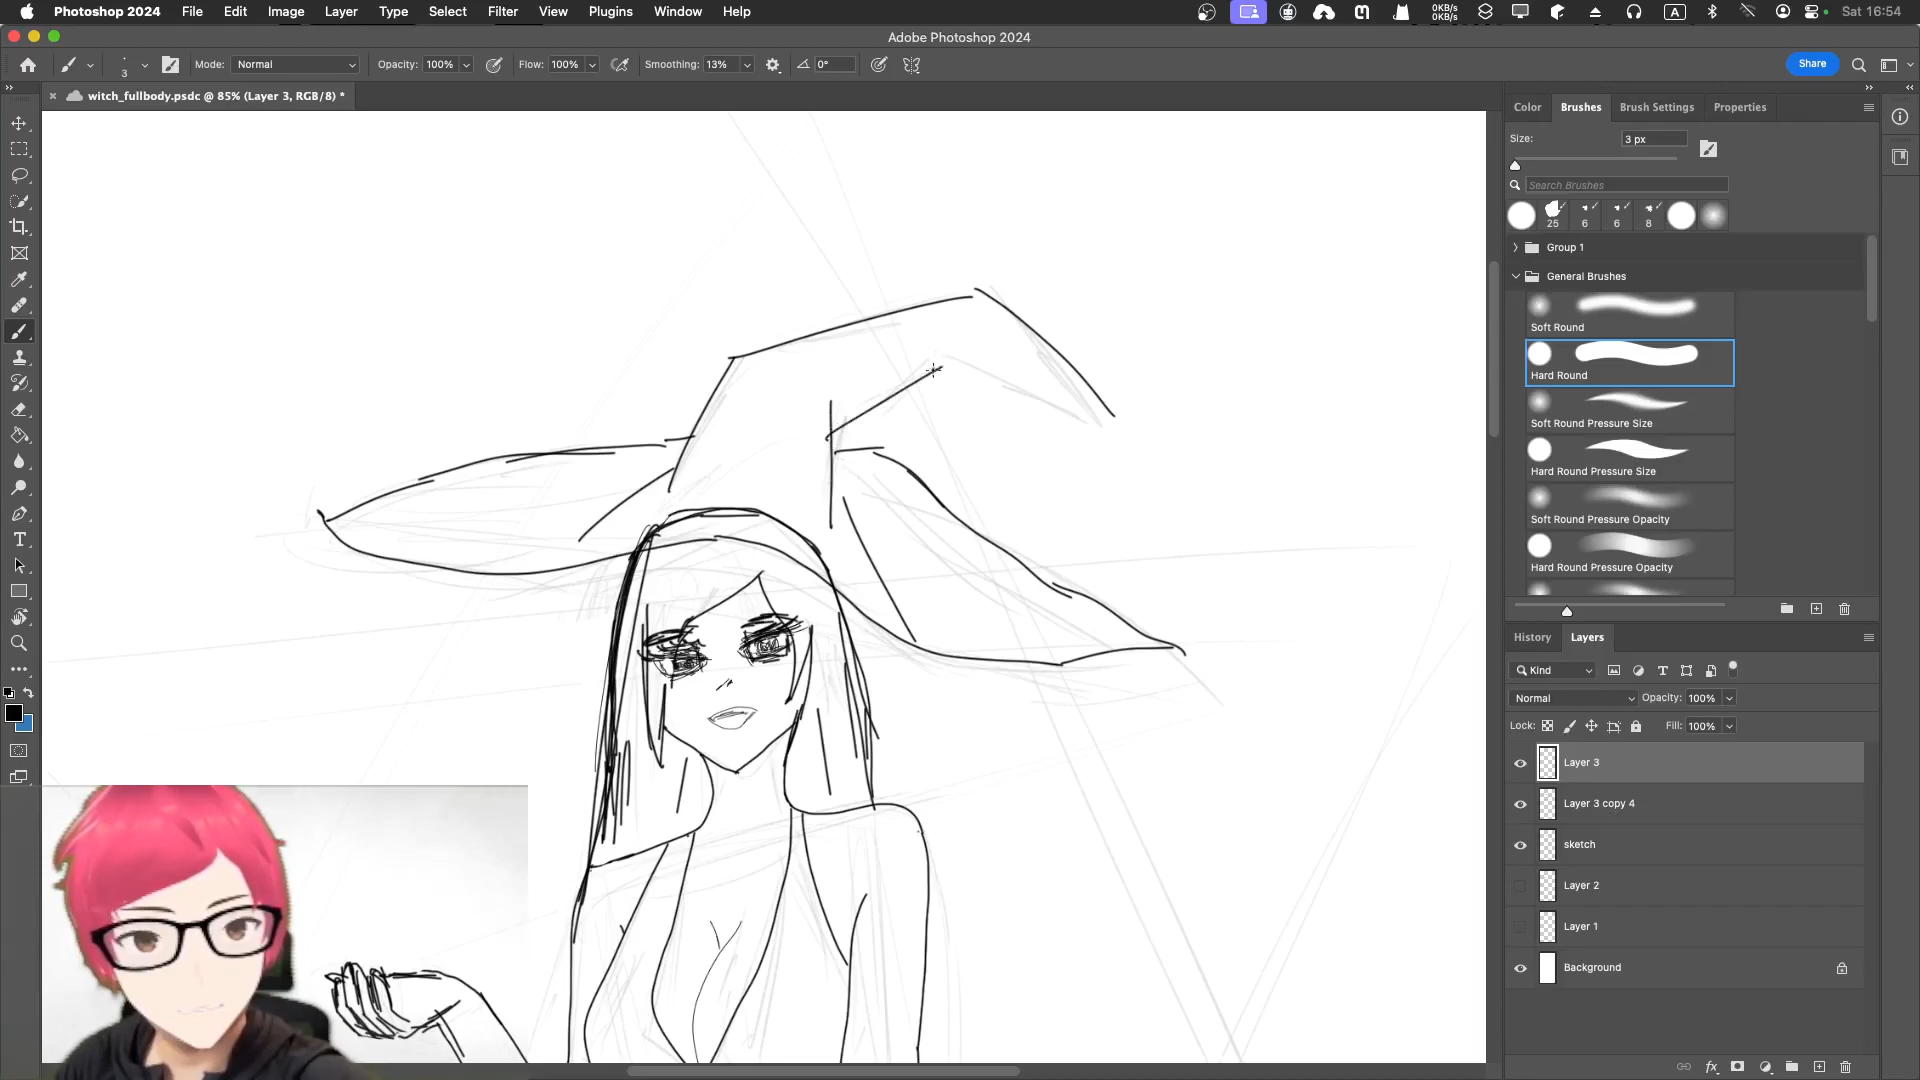 Photoshop 2024 File Edit Image Layer Type Select Filter View Plugins Window Help
0KB/s
0KB/s
A
Sat 16:54
Adobe Photoshop 2024
3
Mode: Normal
Opacity: 100%
Flow: 100%
Smoothing: 13%
0°
Share
witch_fullbody.psdc @ 85% (Layer 3, RGB/8) *
Color Brushes Brush Settings Properties
Size: 3 px
Search Brushes
25 6 6 8
Group 1
General Brushes
Soft Round
Hard Round
Soft Round Pressure Size
Hard Round Pressure Size
Soft Round Pressure Opacity
Hard Round Pressure Opacity
History Layers
Kind
Normal Opacity: 100%
Lock: Fill: 100%
Layer 3
Layer 3 copy 4
sketch
Layer 2
Layer 1
Background
fx